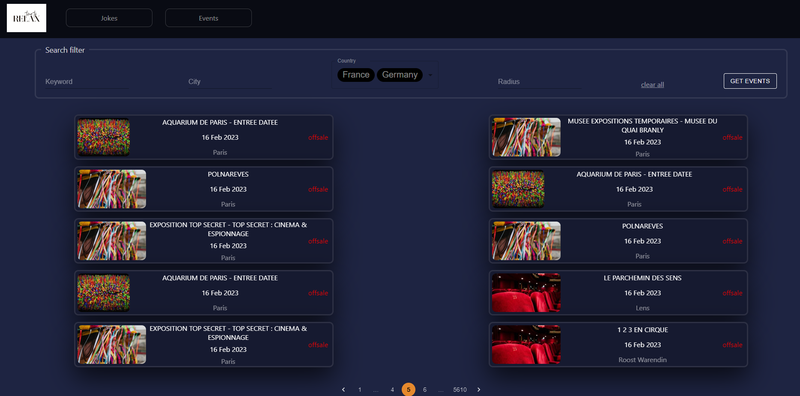 RELAX
Jokes
Events
Search filter
Keyword
City
Country
France
Germany
Radius
clear all
GET EVENTS
AQUARIUM DE PARIS - ENTREE DATEE
16 Feb 2023
offsale
Paris
MUSEE EXPOSITIONS TEMPORAIRES - MUSEE DU
QUAI BRANLY
16 Feb 2023
offsale
Paris
POLNAREVES
16 Feb 2023
offsale
Paris
AQUARIUM DE PARIS - ENTREE DATEE
16 Feb 2023
offsale
Paris
EXPOSITION TOP SECRET - TOP SECRET : CINEMA &
ESPIONNAGE
16 Feb 2023
offsale
Paris
POLNAREVES
16 Feb 2023
offsale
Paris
AQUARIUM DE PARIS - ENTREE DATEE
16 Feb 2023
offsale
Paris
LE PARCHEMIN DES SENS
16 Feb 2023
offsale
Lens
EXPOSITION TOP SECRET - TOP SECRET : CINEMA &
ESPIONNAGE
16 Feb 2023
offsale
Paris
1 2 3 EN CIRQUE
16 Feb 2023
offsale
Roost Warendin
1 ... 4 5 6 ... 5610